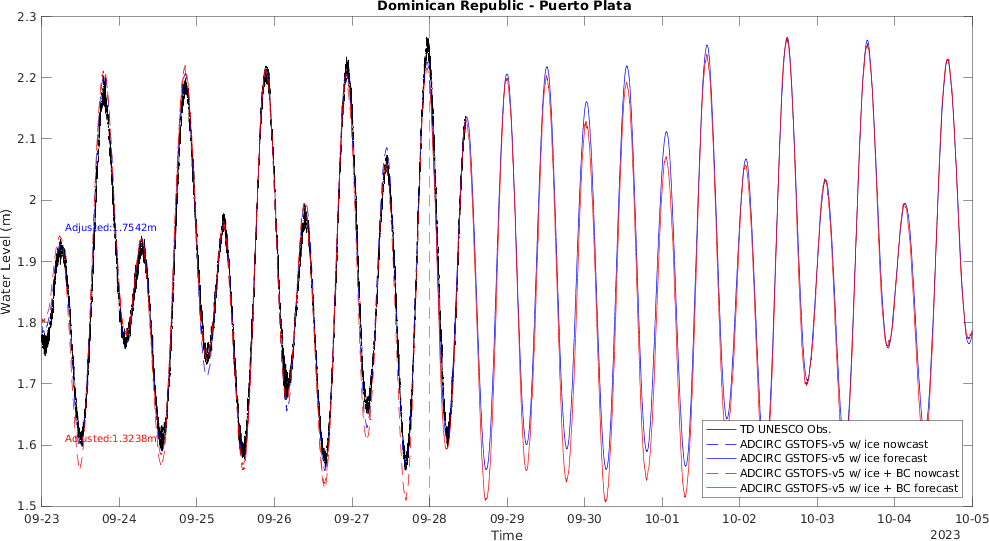 Dominican Republic - Puerto Plata
2.3
2.2
2.1
2
1.9
1.8
1.7
1.6
1.5
Water Level (m)
Adjusted:1.7542m
Adjusted:1.3238m
TD UNESCO Obs.
ADCIRC GSTOFS-v5 w/ ice nowcast
ADCIRC GSTOFS-v5 w/ ice forecast
ADCIRC GSTOFS-v5 w/ ice + BC nowcast
ADCIRC GSTOFS-v5 w/ ice + BC forecast
09-23 09-24 09-25 09-26 09-27 09-28 09-29 09-30 10-01 10-02 10-03 10-04 10-05
Time
2023